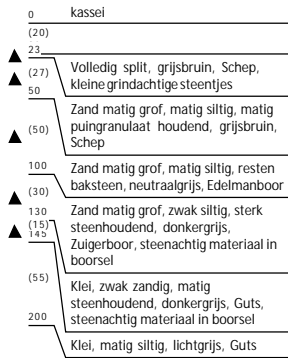 0 kassei
(20)
23
Volledig split, grijsbruin, Schep,
(27)
kleine grindachtige steentjes
50
Zand matig grof, matig siltig, matig
(50)
puingranulaat houdend, grijsbruin,
Schep
100
Zand matig grof, matig siltig, resten
baksteen, neutraalgrijs, Edelmanboor
(30)
130
Zand matig grof, zwak siltig, sterk
(15)
steenhoudend, donkergrijs,
145
Zuigerboor, steenachtig materiaal in
boorsel
(55)
Klei, zwak zandig, matig
steenhoudend, donkergrijs, Guts,
steenachtig materiaal in boorsel
200
Klei, matig siltig, lichtgrijs, Guts